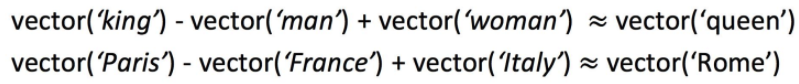 vector(‘king’) - vector(‘man’) + vector(‘woman’) ≈ vector(‘queen’)
vector(‘Paris’) - vector(‘France’) + vector(‘Italy’) ≈ vector(‘Rome’)